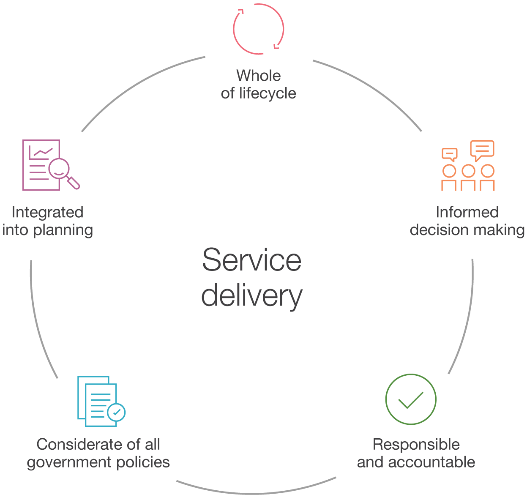 Whole
of lifecycle
Integrated
into planning
Informed
decision making
Service
delivery
Considerate of all
government policies
Responsible
and accountable